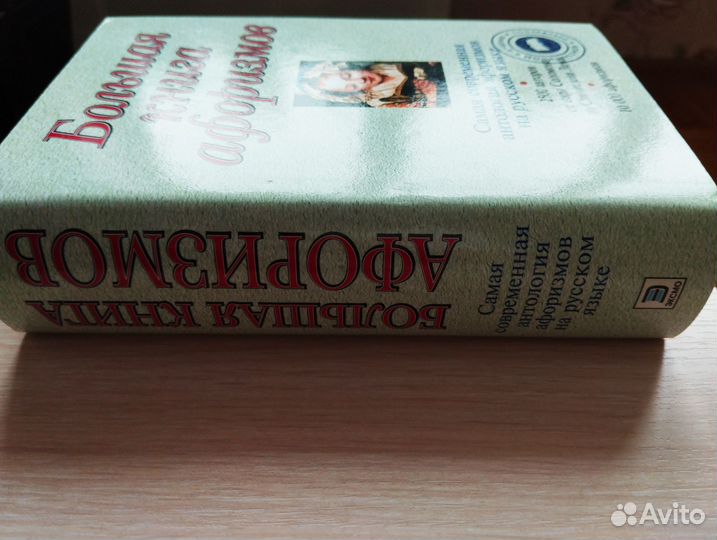 Большая
книга
афоризмов
Самая современная
антология афоризмов
на русском языке
БОЛЬШАЯ КНИГА
АФОРИЗМОВ
Самая
современная
антология
афоризмов
на русском
языке
ЭКСМО
Avito